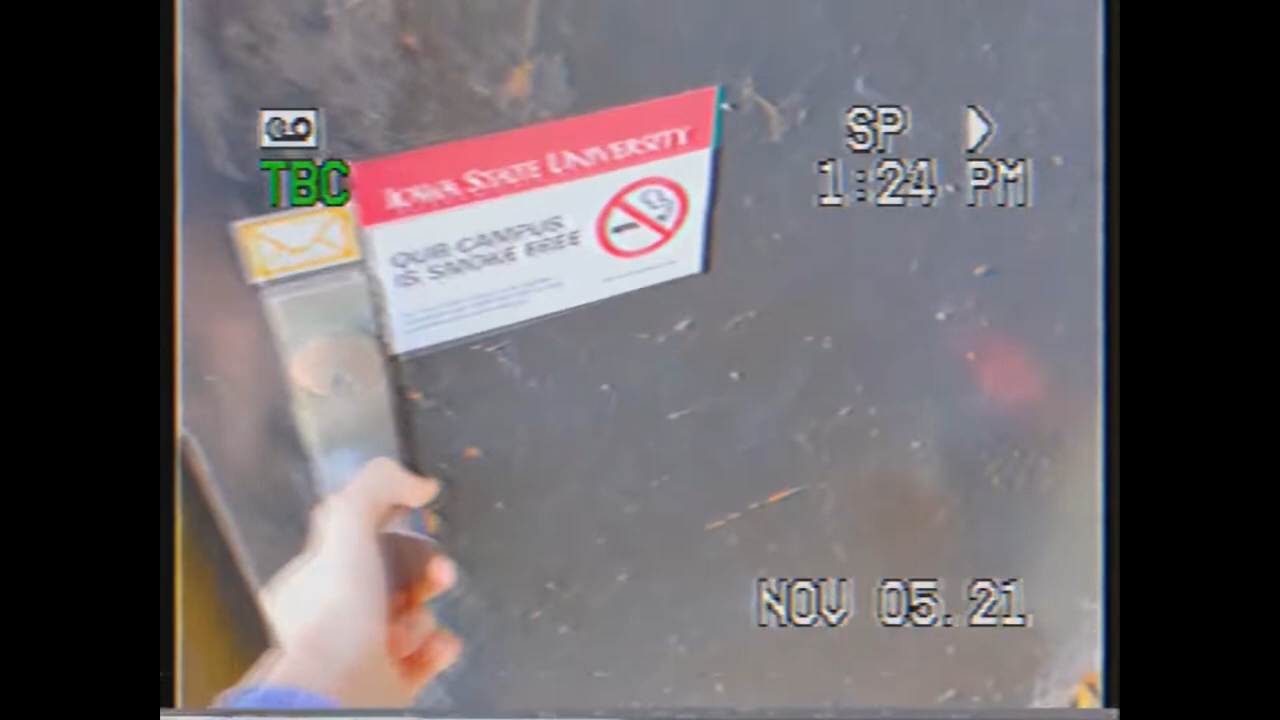 SP
TBC
1:24 PM
IOWA STATE UNIVERSITY
OUR CAMPUS
IS SMOKE FREE
NOV 05.21